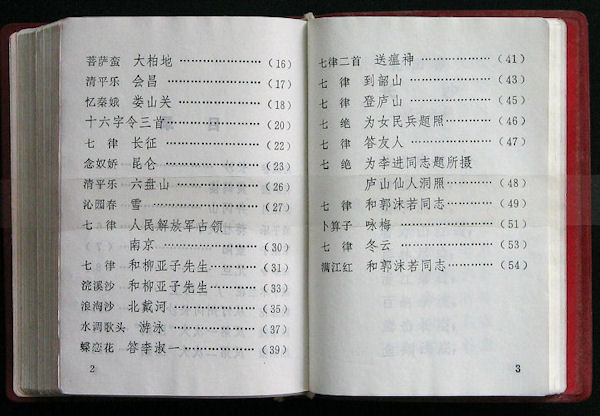 菩萨蛮 大柏地 ……………… (16)
清平乐 会昌 ……………… (17)
忆秦娥 娄山关 ……………… (18)
十六字令三首 ……………… (20)
七律 长征 ……………… (22)
念奴娇 昆仑 ……………… (23)
清平乐 六盘山 ……………… (26)
沁园春 雪 ……………… (27)
七律 人民解放军占领
南京 ……………… (30)
七律 和柳亚子先生 ……… (31)
浣溪沙 和柳亚子先生 ……… (33)
浪淘沙 北戴河 ……………… (35)
水调歌头 游泳 ……………… (37)
蝶恋花 答李淑一 ……………… (39)
2
七律二首 送瘟神 ……………… (41)
七律 到韶山 ……………… (43)
七律 登庐山 ……………… (45)
七绝 为女民兵题照 ……… (46)
七律 答友人 ……………… (47)
七绝 为李进同志题所摄
庐山仙人洞照 ……… (48)
七律 和郭沫若同志 ……… (49)
卜算子 咏梅 ……………… (51)
七律 冬云 ……………… (53)
满江红 和郭沫若同志 ……… (54)
3